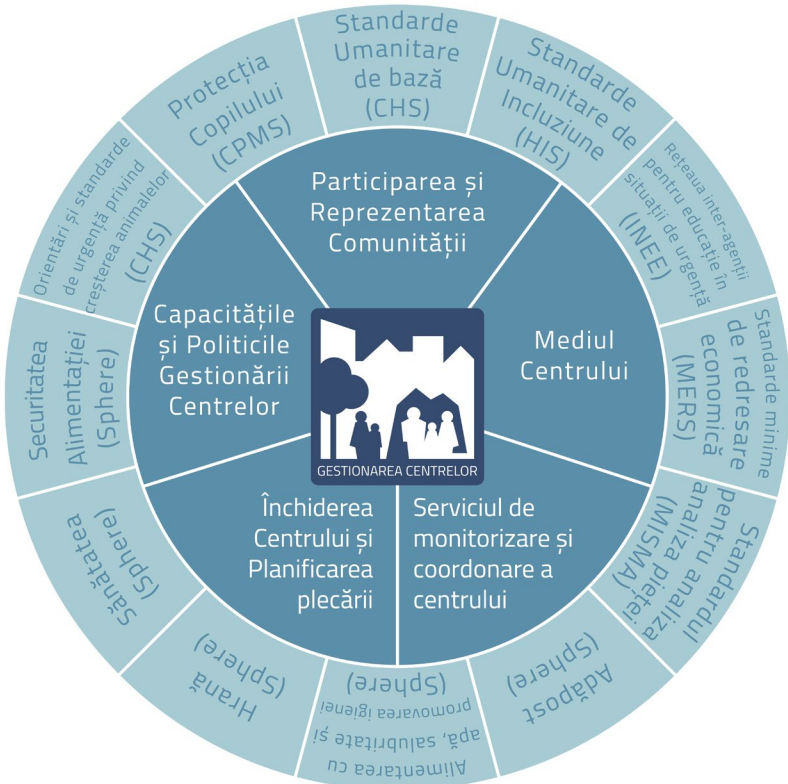 Standarde
Umanitare
de bază
(CHS)
Standarde
Umanitare de
Incluziune
(HIS)
Rețeaua inter-agenții
pentru educație în
situații de urgență
(INEE)
Standarde minime
de redresare
economică
(MERS)
Standardul
pentru analiza
analiza pieței
(MISMA)
Adăpost
(Sphere)
Alimentarea cu
apă, salubritate și
promovarea igienei
(Sphere)
Hrană
(Sphere)
Sănătatea
(Sphere)
Securitatea
Alimentației
(Sphere)
Orientări și standarde
de urgență privind
creșterea animalelor
(CHS)
Protecția
Copilului
(CPMS)
Participarea și
Reprezentarea
Comunității
Mediul
Centrului
Serviciul de
monitorizare și
coordonare a
centrului
Închiderea
Centrului și
Planificarea
plecării
Capacitățile
și Politicile
Gestionării
Centrelor
GESTIONAREA CENTRELOR